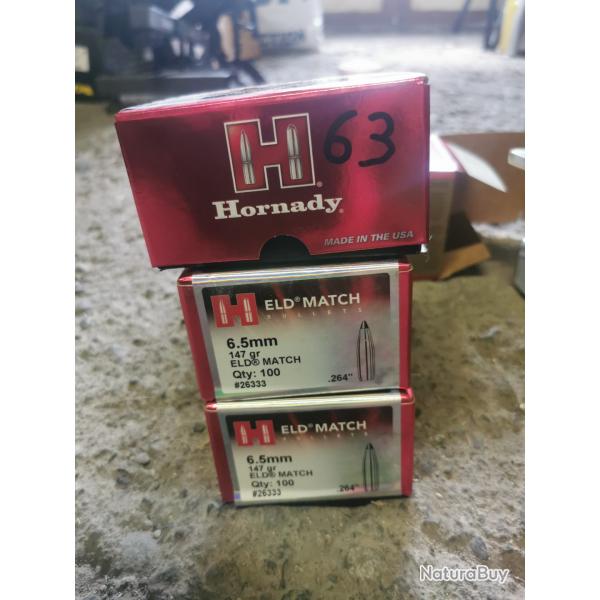 H 63
Hornady®
MADE IN THE USA
H ELD® MATCH
BULLETS
6.5mm
147 gr
ELD® MATCH
Qty: 100
#26333
.264"
H ELD® MATCH
BULLETS
6.5mm
147 gr
ELD® MATCH
Qty: 100
#26333
.264"
NaturaBuy